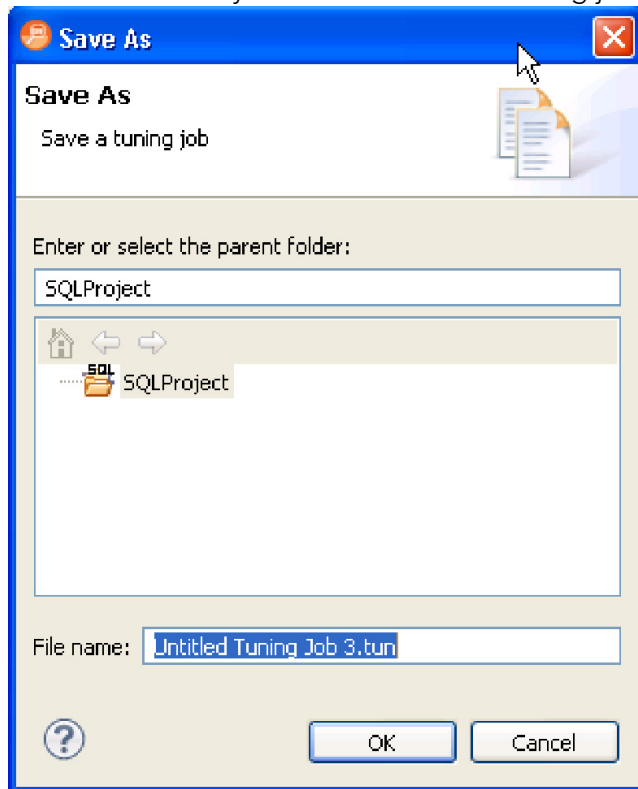 Save As
Save As
Save a tuning job
Enter or select the parent folder:
SQLProject
SQL
SQLProject
File name: Untitled Tuning Job 3.tun
?
OK Cancel